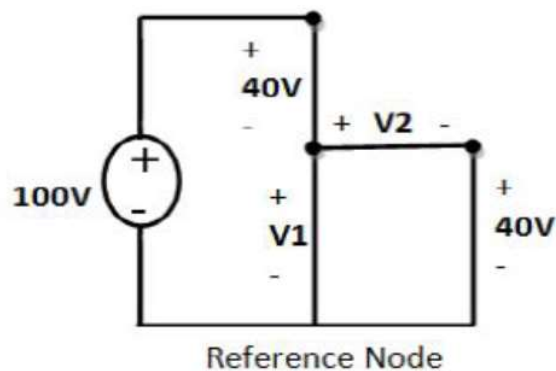 +
40V
-
+ V2 -
+
-
100V
+
V1
-
+
40V
-
Reference Node